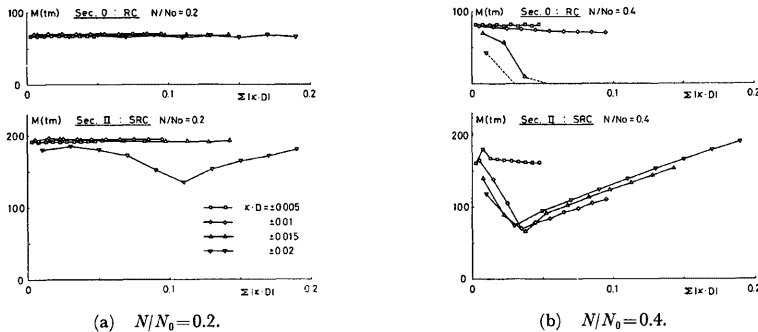 M(tm) Sec. O : RC N/No=0.2
100
0
0 0.1 Σ|κ·D| 0.2
M(tm) Sec. II : SRC N/No=0.2
200
100
κ·D=±0.005
±0.01
±0.015
±0.02
0
0 0.1 Σ|κ·D| 0.2
(a) N/N₀=0.2.
M(tm) Sec. O : RC N/No=0.4
100
0
0 0.1 Σ|κ·D| 0.2
M(tm) Sec. II : SRC N/No=0.4
200
100
0
0 0.1 Σ|κ·D| 0.2
(b) N/N₀=0.4.